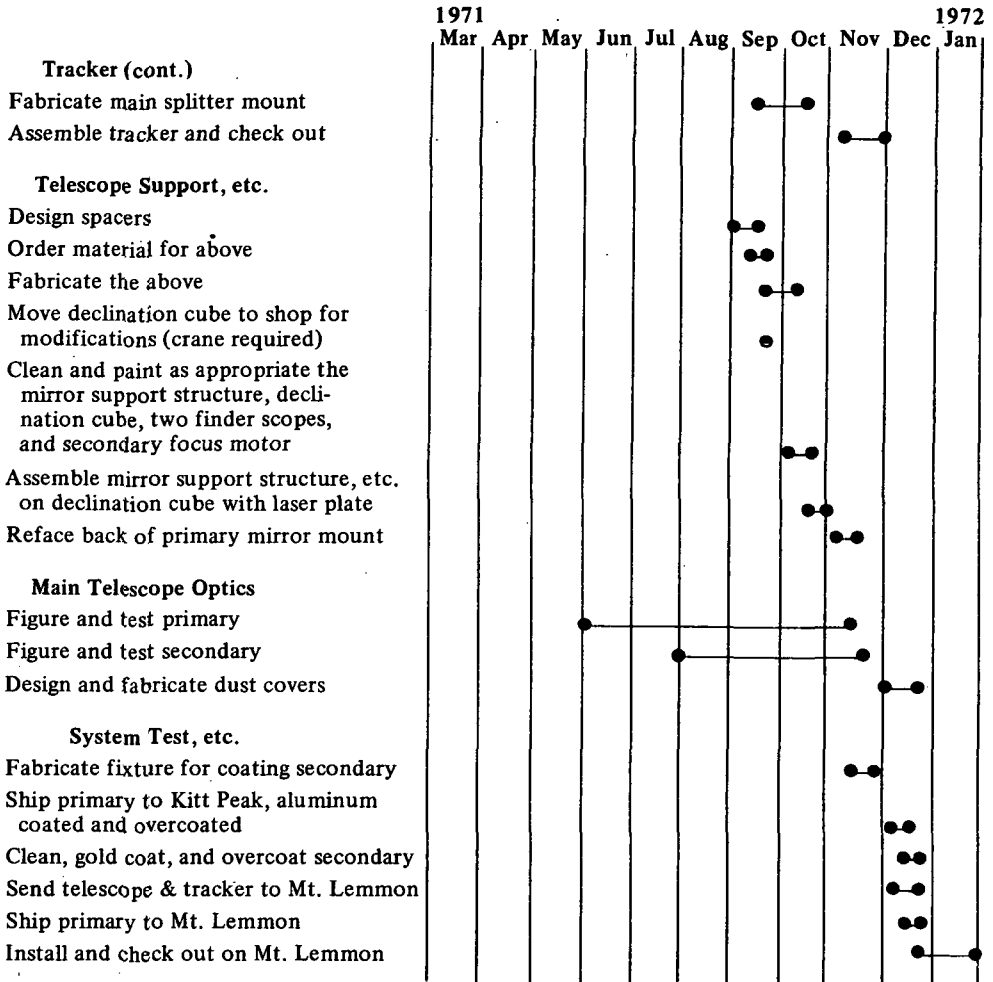 1971 1972
Mar Apr May Jun Jul Aug Sep Oct Nov Dec Jan
Tracker (cont.)
Fabricate main splitter mount
Assemble tracker and check out
Telescope Support, etc.
Design spacers
Order material for above
Fabricate the above
Move declination cube to shop for
modifications (crane required)
Clean and paint as appropriate the
mirror support structure, decli-
nation cube, two finder scopes,
and secondary focus motor
Assemble mirror support structure, etc.
on declination cube with laser plate
Reface back of primary mirror mount
Main Telescope Optics
Figure and test primary
Figure and test secondary
Design and fabricate dust covers
System Test, etc.
Fabricate fixture for coating secondary
Ship primary to Kitt Peak, aluminum
coated and overcoated
Clean, gold coat, and overcoat secondary
Send telescope & tracker to Mt. Lemmon
Ship primary to Mt. Lemmon
Install and check out on Mt. Lemmon